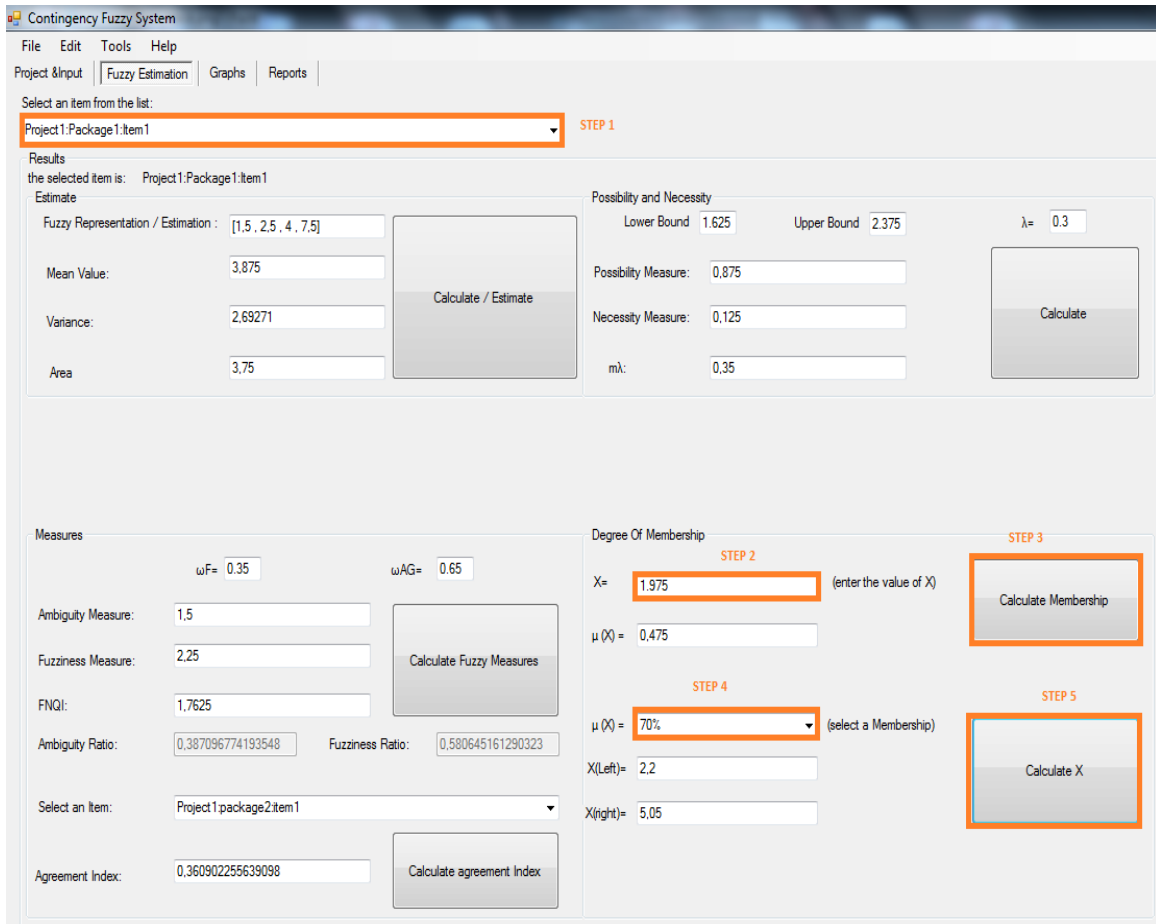 Contingency Fuzzy System
File Edit Tools Help
Project &Input Fuzzy Estimation Graphs Reports
Select an item from the list:
Project1:Package1:Item1 STEP 1
Results
the selected item is: Project1:Package1:Item1
Estimate
Fuzzy Representation / Estimation : [1,5 , 2,5 , 4 , 7,5]
Mean Value: 3,875
Variance: 2,69271
Area 3,75
Calculate / Estimate
Possibility and Necessity
Lower Bound 1.625 Upper Bound 2.375 λ= 0.3
Possibility Measure: 0,875
Necessity Measure: 0,125
mλ: 0,35
Calculate
Measures
ωF= 0.35 ωAG= 0.65
Ambiguity Measure: 1,5
Fuzziness Measure: 2,25
FNQI: 1,7625
Calculate Fuzzy Measures
Ambiguity Ratio: 0,387096774193548 Fuzziness Ratio: 0,580645161290323
Select an Item: Project1:package2:item1
Agreement Index: 0,360902255639098
Calculate agreement Index
Degree Of Membership
STEP 2
STEP 3
X= 1.975 (enter the value of X)
Calculate Membership
μ (X) = 0,475
STEP 4
STEP 5
μ (X) = 70% (select a Membership)
X(Left)= 2,2
Calculate X
X(right)= 5,05